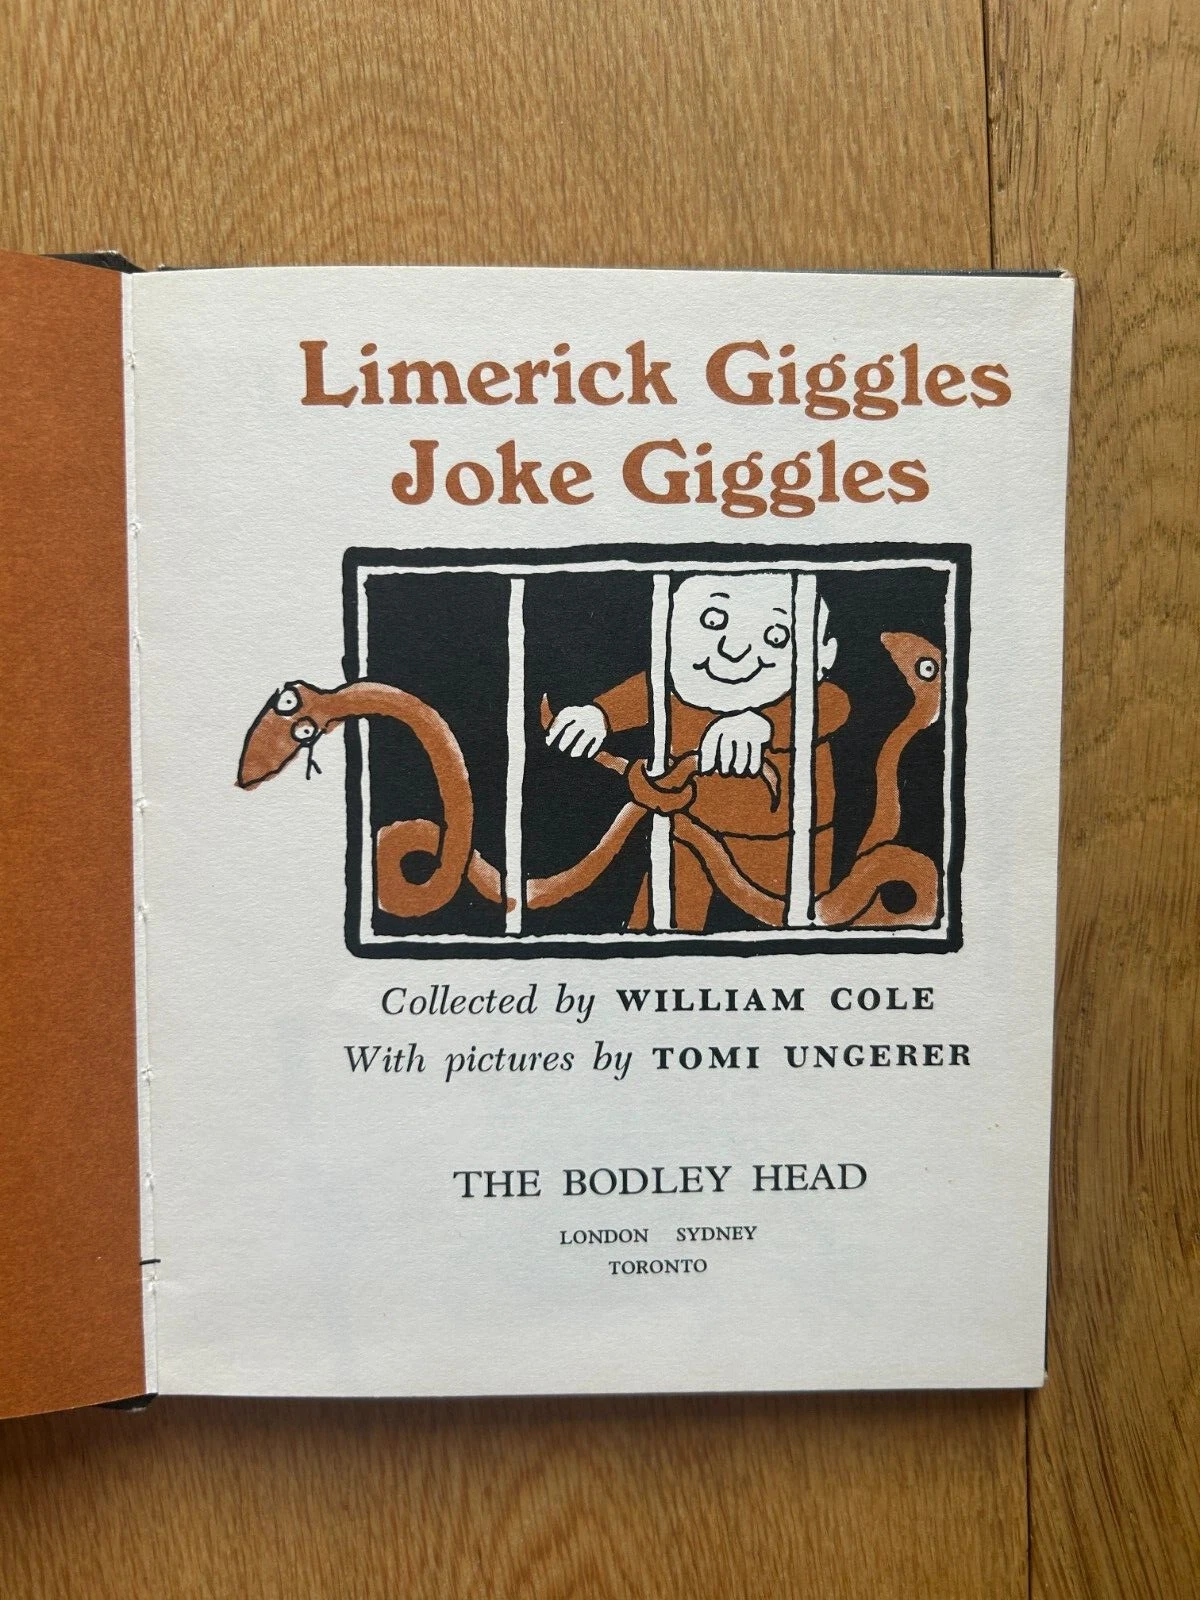 Limerick Giggles
Joke Giggles
Collected by WILLIAM COLE
With pictures by TOMI UNGERER
THE BODLEY HEAD
LONDON SYDNEY
TORONTO